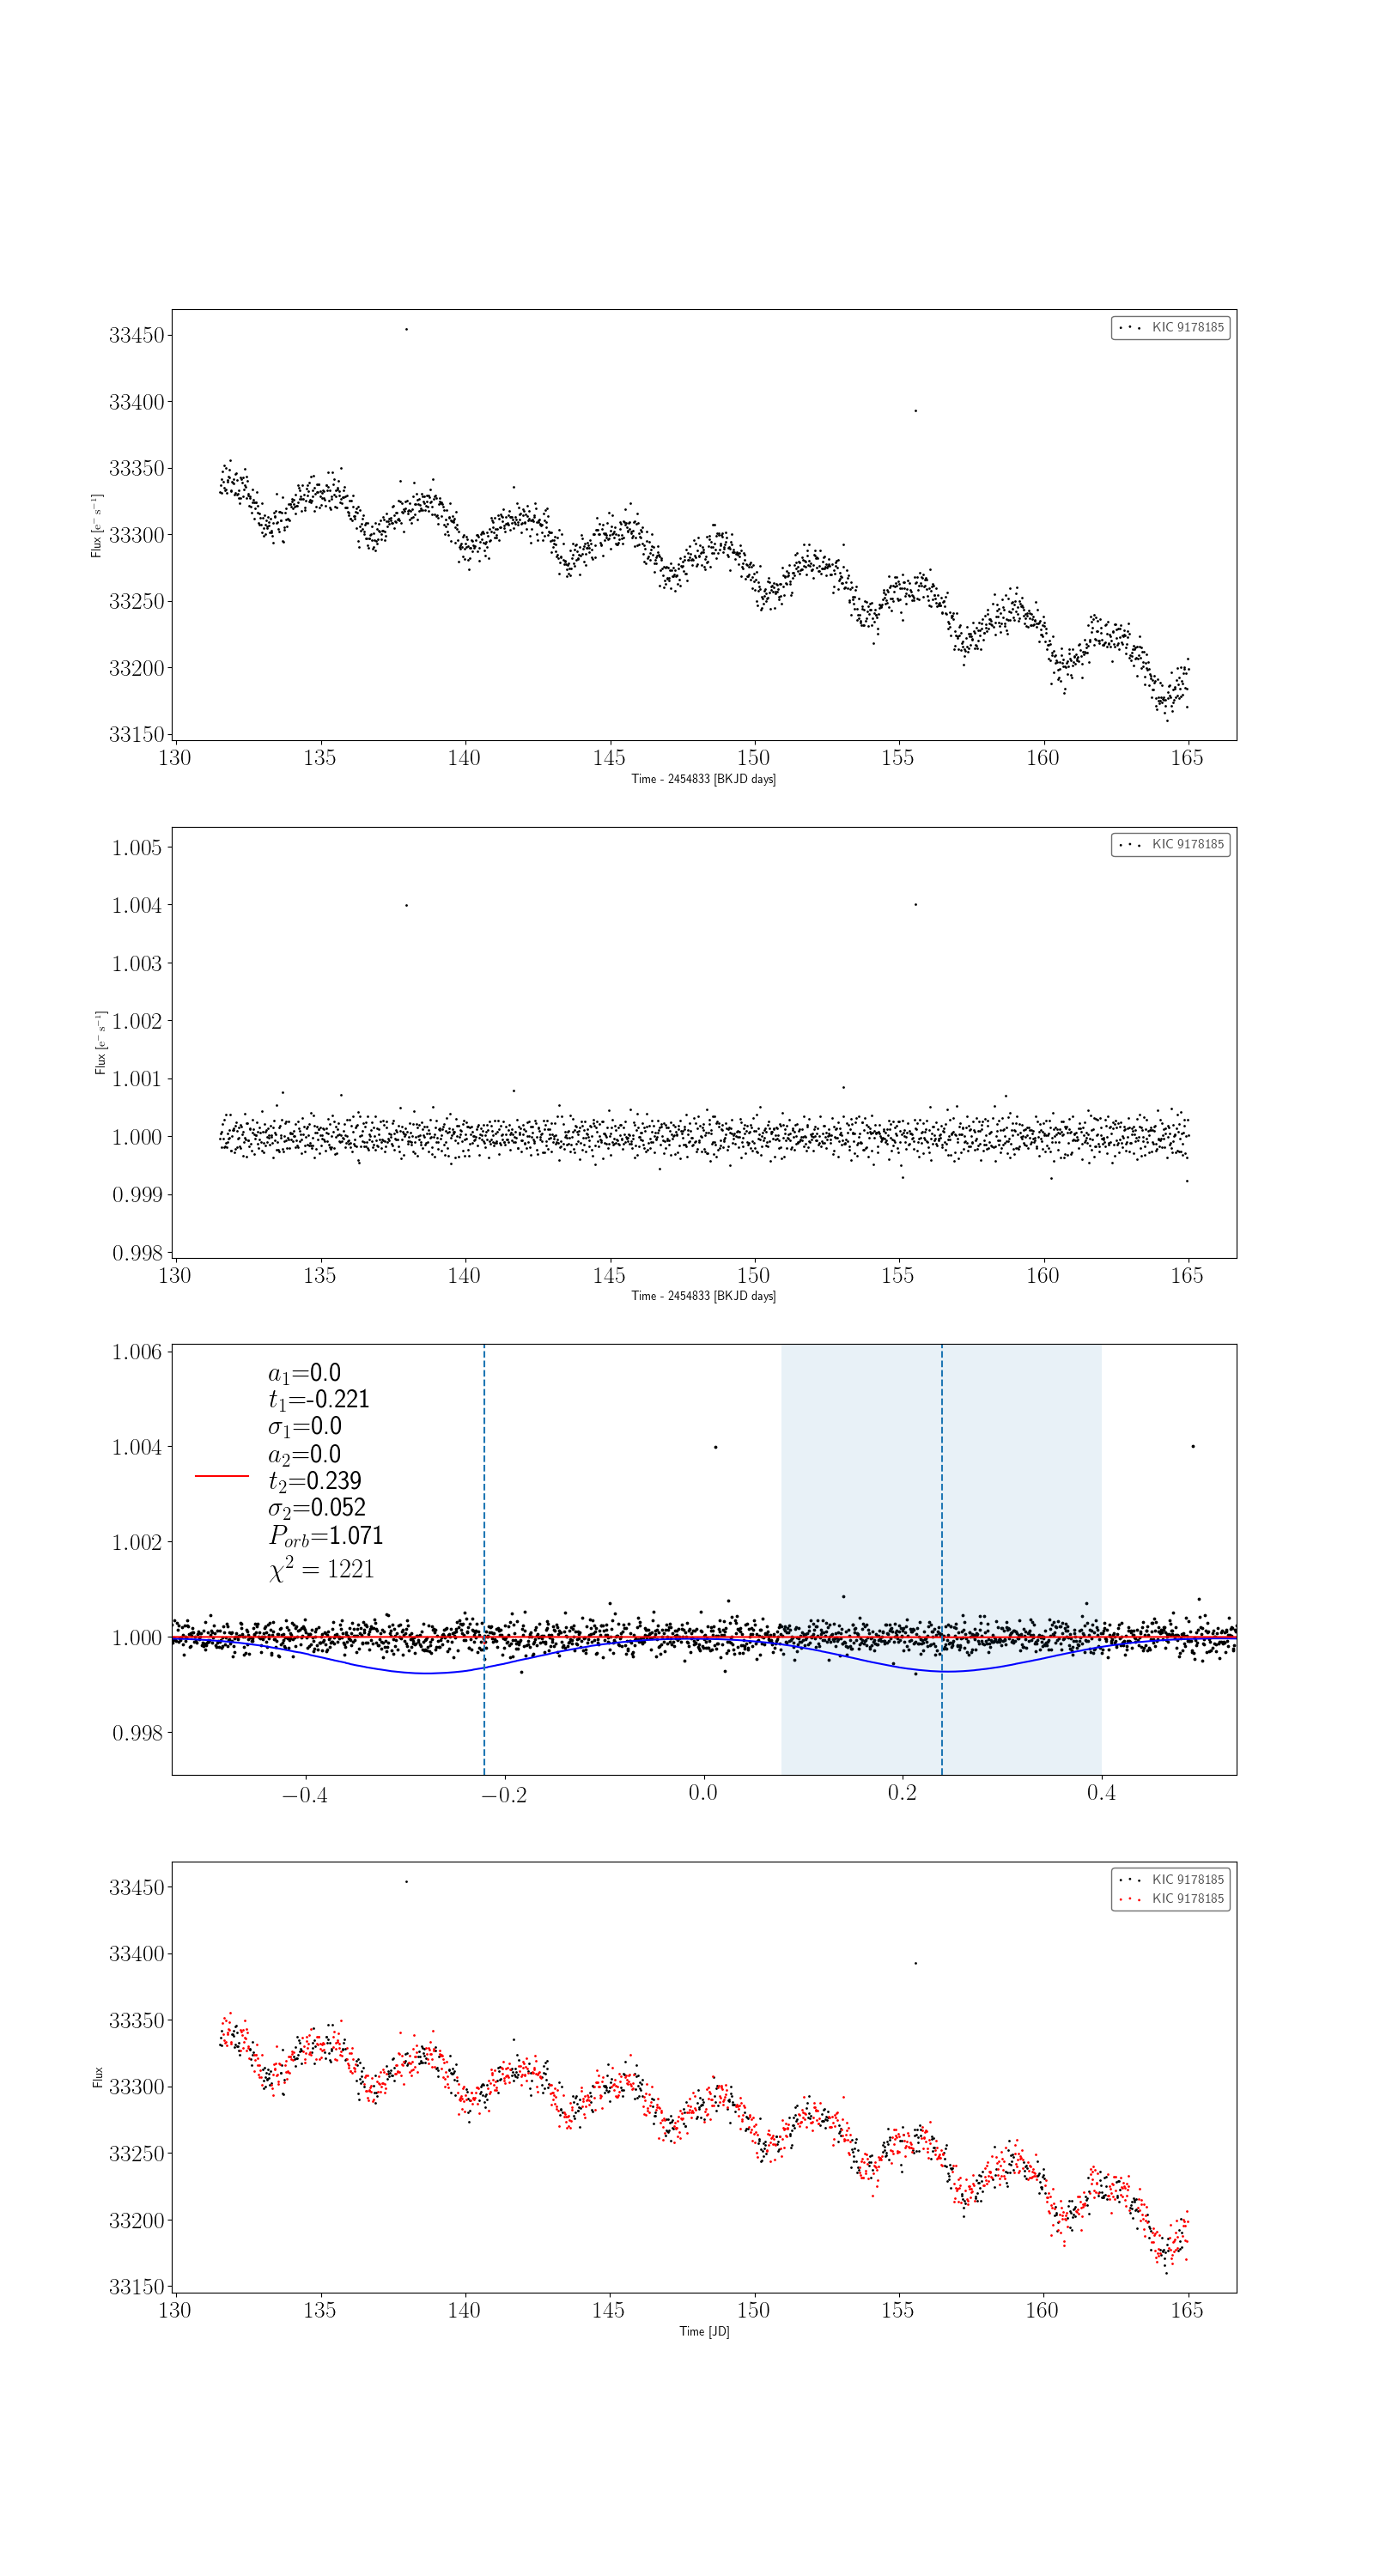 33450
33400
33350
33300
33250
33200
33150
Flux [e⁻ s⁻¹]
KIC 9178185
130 135 140 145 150 155 160 165
Time - 2454833 [BKJD days]
1.005
1.004
1.003
1.002
1.001
1.000
0.999
0.998
Flux [e⁻ s⁻¹]
KIC 9178185
130 135 140 145 150 155 160 165
Time - 2454833 [BKJD days]
1.006
1.004
1.002
1.000
0.998
a₁=0.0
t₁=-0.221
σ₁=0.0
a₂=0.0
t₂=0.239
σ₂=0.052
P_orb=1.071
χ² = 1221
−0.4 −0.2 0.0 0.2 0.4
33450
33400
33350
33300
33250
33200
33150
Flux
KIC 9178185
KIC 9178185
130 135 140 145 150 155 160 165
Time [JD]